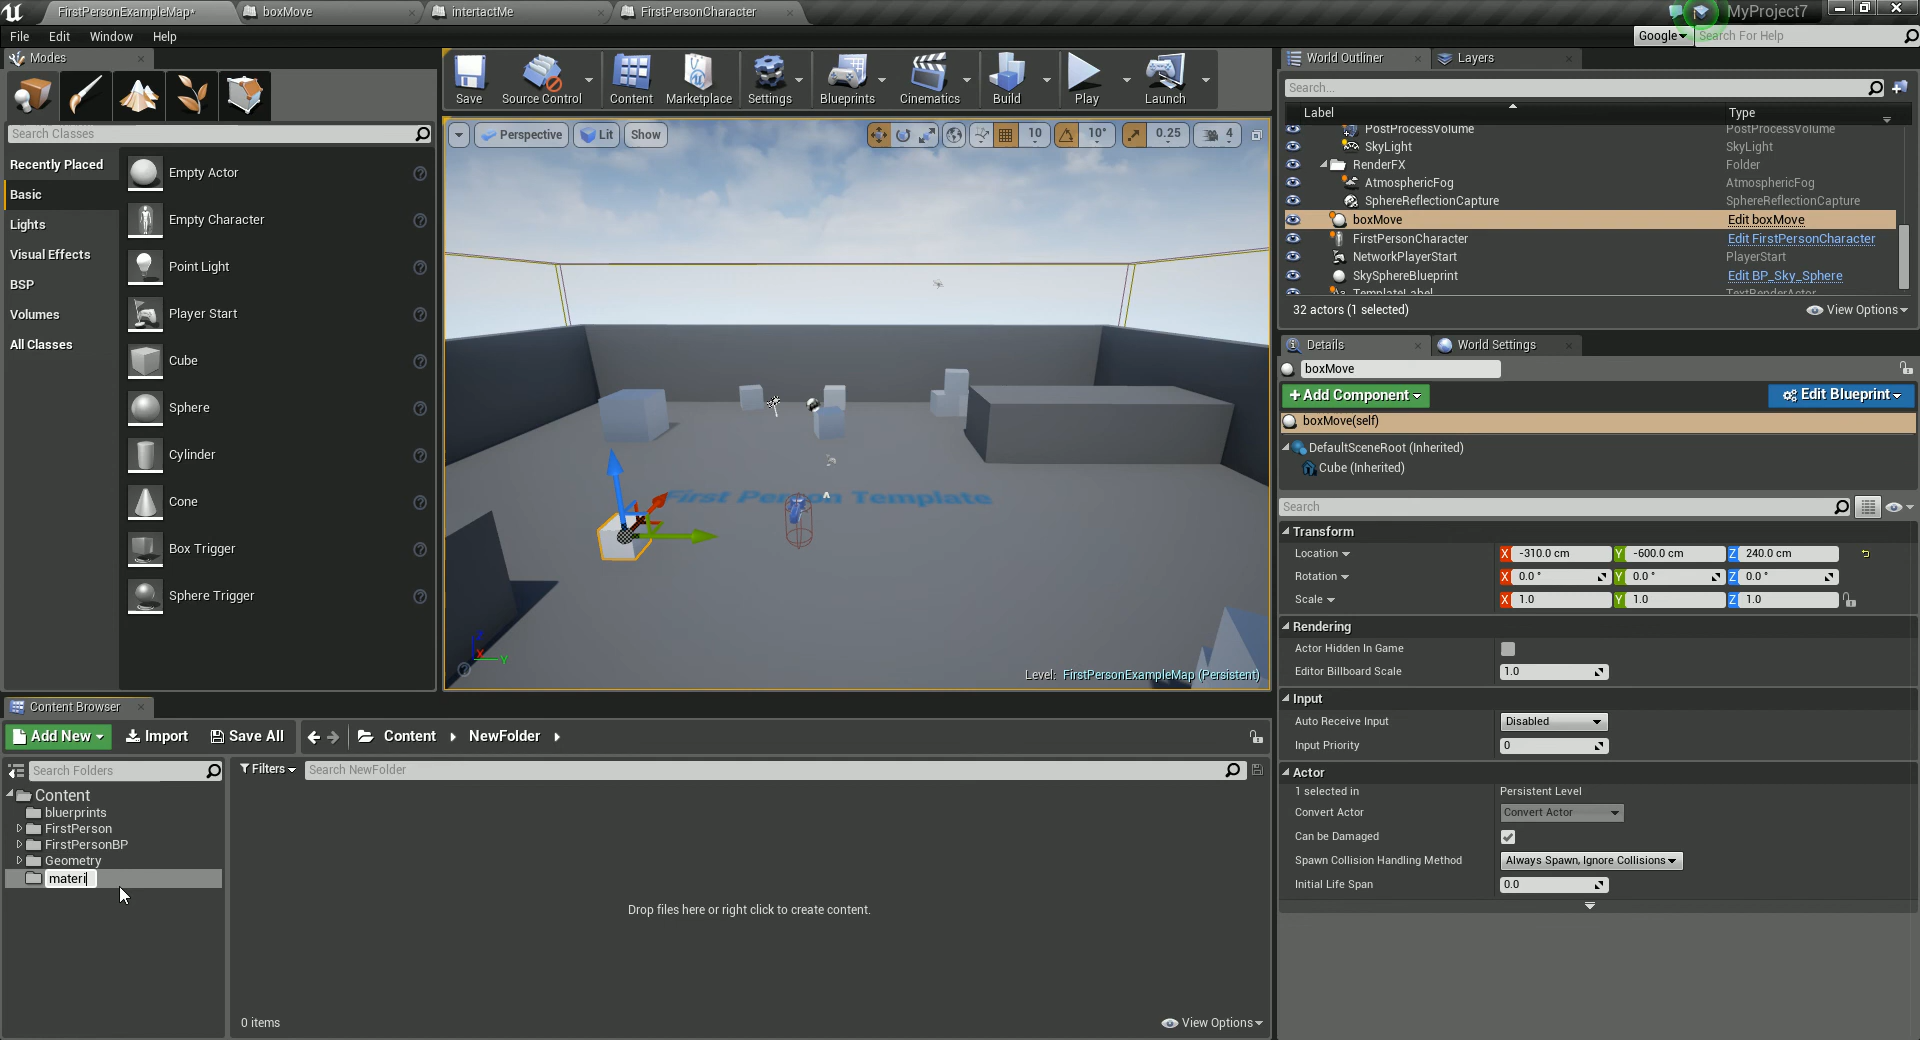 FirstPersonExampleMap*
boxMove
intertactMe
FirstPersonCharacter
MyProject7
File Edit Window Help
Google
Search For Help
Modes
Search Classes
Recently Placed
Basic
Lights
Visual Effects
BSP
Volumes
All Classes
Empty Actor
Empty Character
Point Light
Player Start
Cube
Sphere
Cylinder
Cone
Box Trigger
Sphere Trigger
Save
Source Control
Content
Marketplace
Settings
Blueprints
Cinematics
Build
Play
Launch
Perspective
Lit
Show
10
10°
0.25
4
First Person Template
X
Y
Level: FirstPersonExampleMap (Persistent)
World Outliner
Layers
Search...
Label Type
PostProcessVolume PostProcessVolume
SkyLight SkyLight
RenderFX Folder
AtmosphericFog AtmosphericFog
SphereReflectionCapture SphereReflectionCapture
boxMove Edit boxMove
FirstPersonCharacter Edit FirstPersonCharacter
NetworkPlayerStart PlayerStart
SkySphereBlueprint Edit BP_Sky_Sphere
TemplateLabel TextRenderActor
32 actors (1 selected)
View Options
Details
World Settings
boxMove
+Add Component
Edit Blueprint
boxMove(self)
DefaultSceneRoot (Inherited)
Cube (Inherited)
Search
Transform
Location X -310.0 cm Y -600.0 cm Z 240.0 cm
Rotation X 0.0 ° Y 0.0 ° Z 0.0 °
Scale X 1.0 Y 1.0 Z 1.0
Rendering
Actor Hidden In Game
Editor Billboard Scale 1.0
Input
Auto Receive Input Disabled
Input Priority 0
Actor
1 selected in Persistent Level
Convert Actor Convert Actor
Can be Damaged
Spawn Collision Handling Method Always Spawn, Ignore Collisions
Initial Life Span 0.0
Content Browser
Add New
Import
Save All
Content
NewFolder
Search Folders
Filters
Search NewFolder
Content
bluerprints
FirstPerson
FirstPersonBP
Geometry
materi
Drop files here or right click to create content.
0 items
View Options